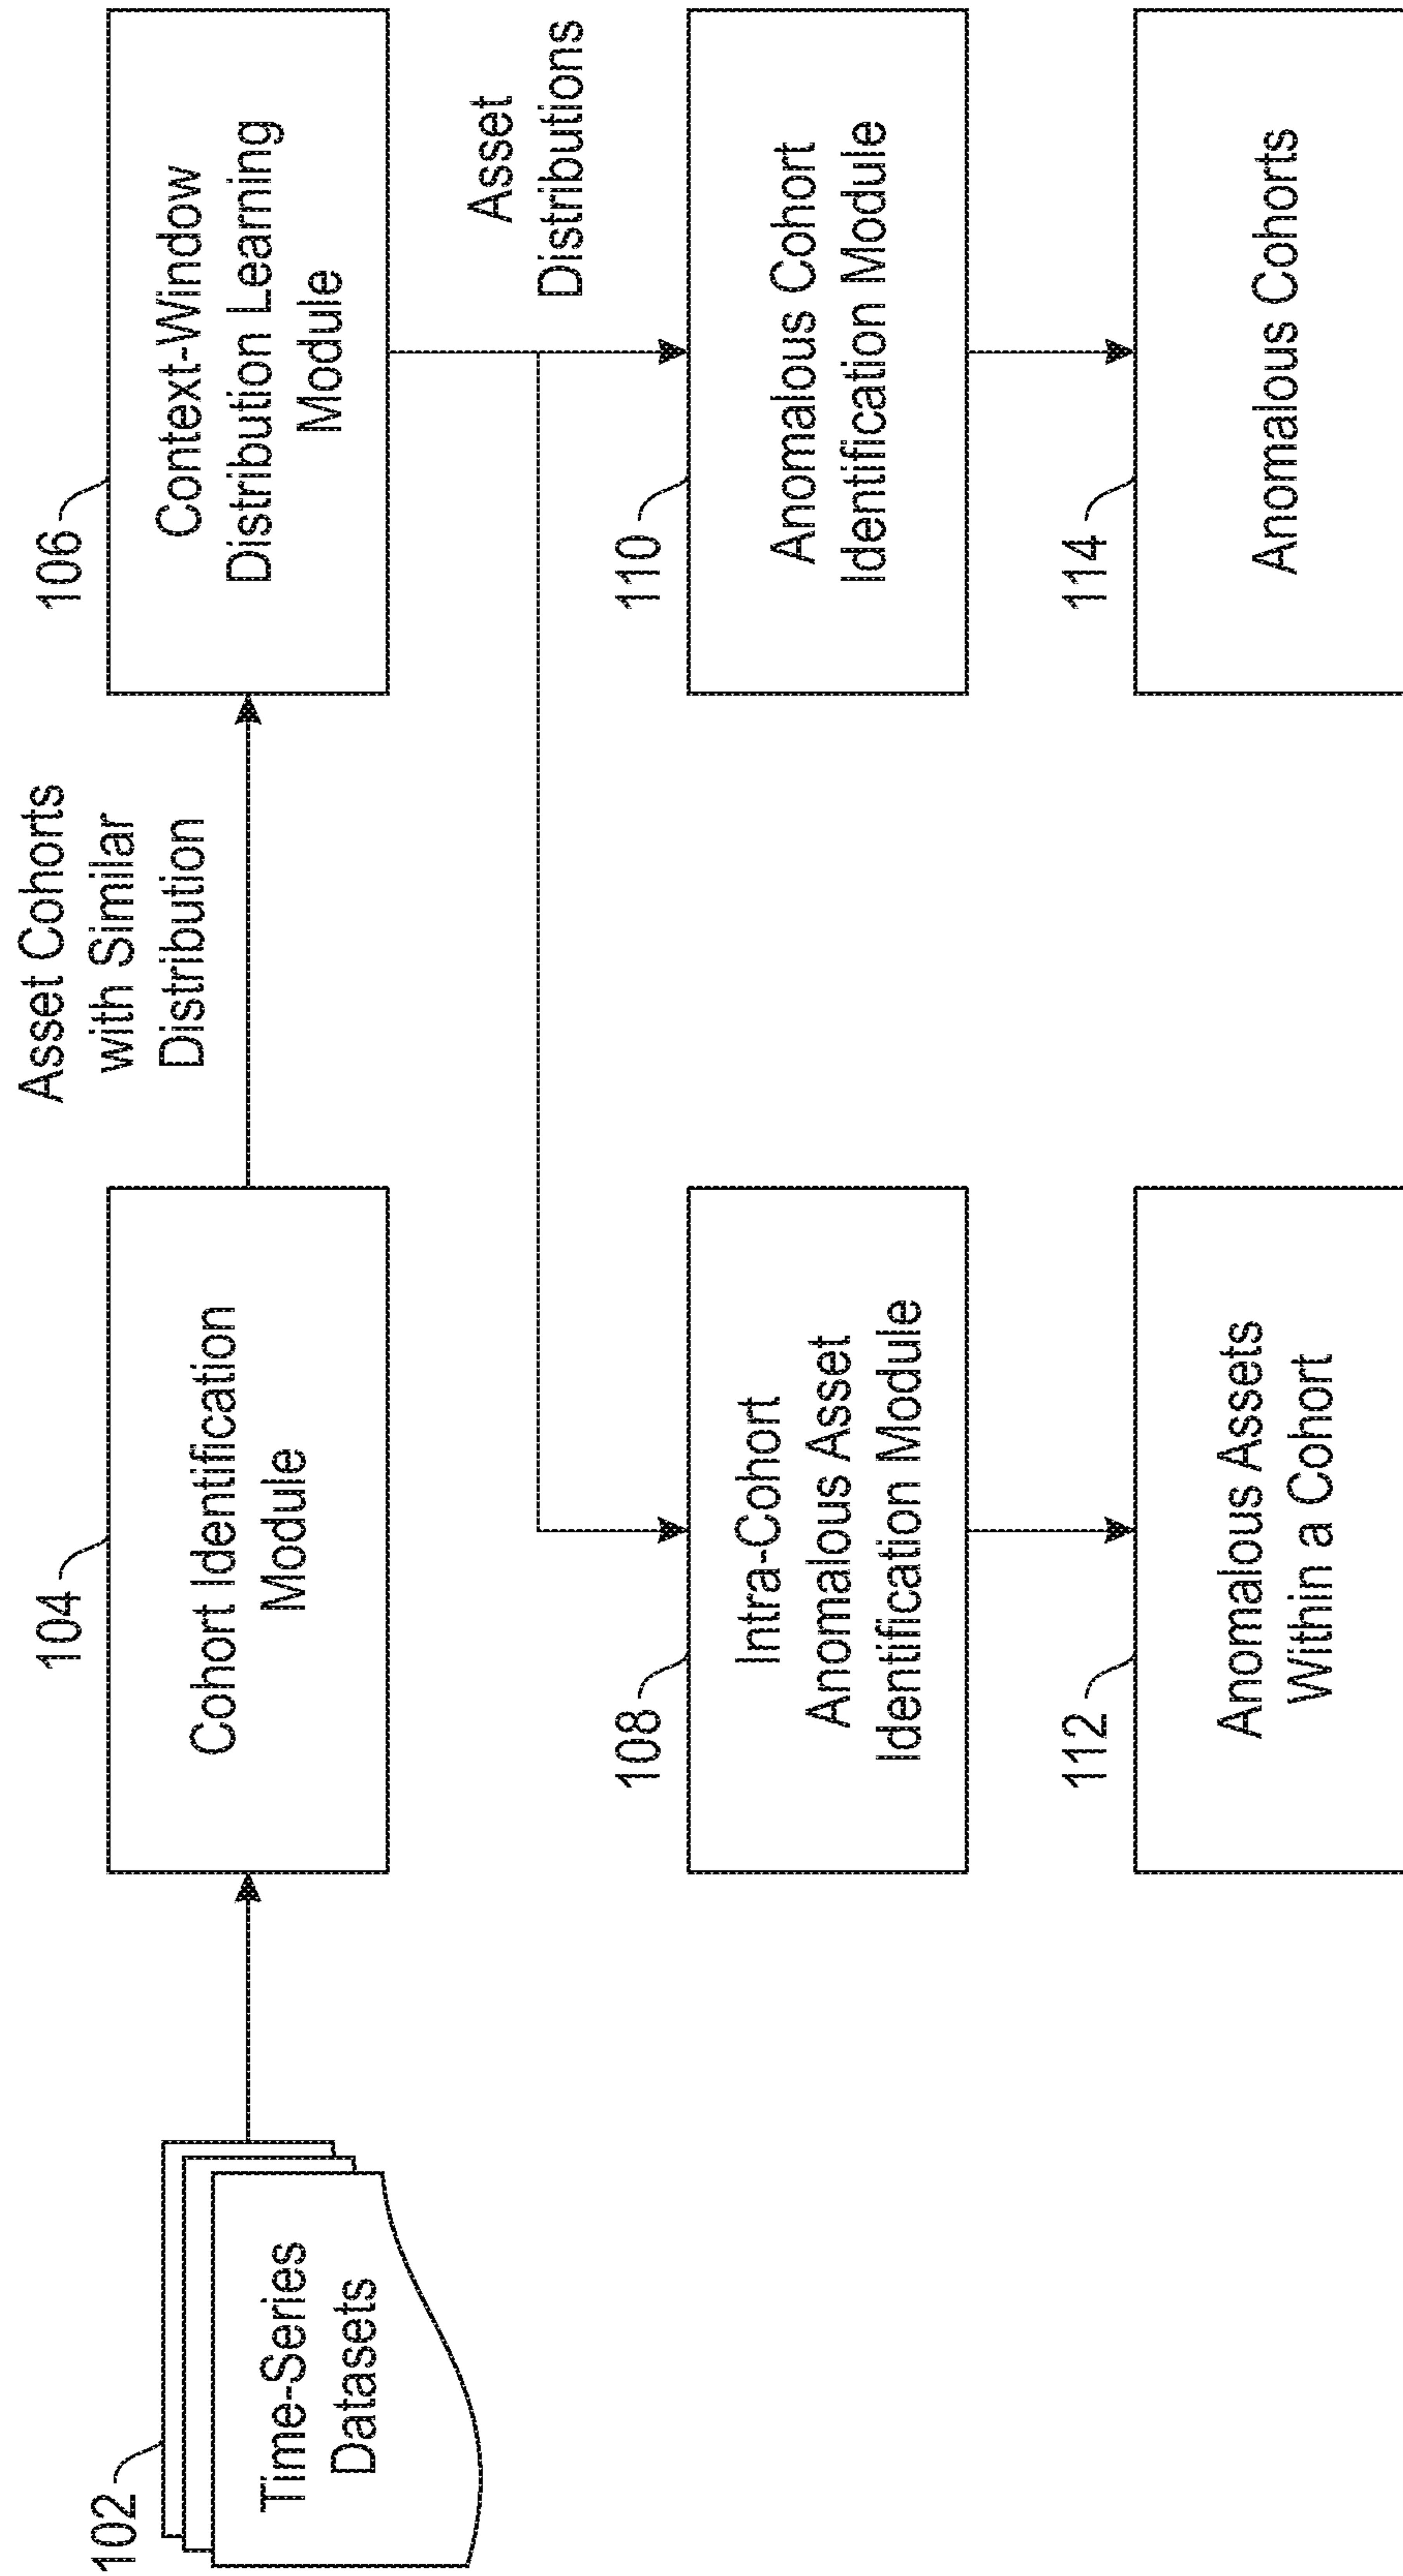 102
Time-Series
Datasets
104
Cohort Identification
Module
Asset Cohorts
with Similar
Distribution
106
Context-Window
Distribution Learning
Module
Asset
Distributions
108
Intra-Cohort
Anomalous Asset
Identification Module
110
Anomalous Cohort
Identification Module
112
Anomalous Assets
Within a Cohort
114
Anomalous Cohorts